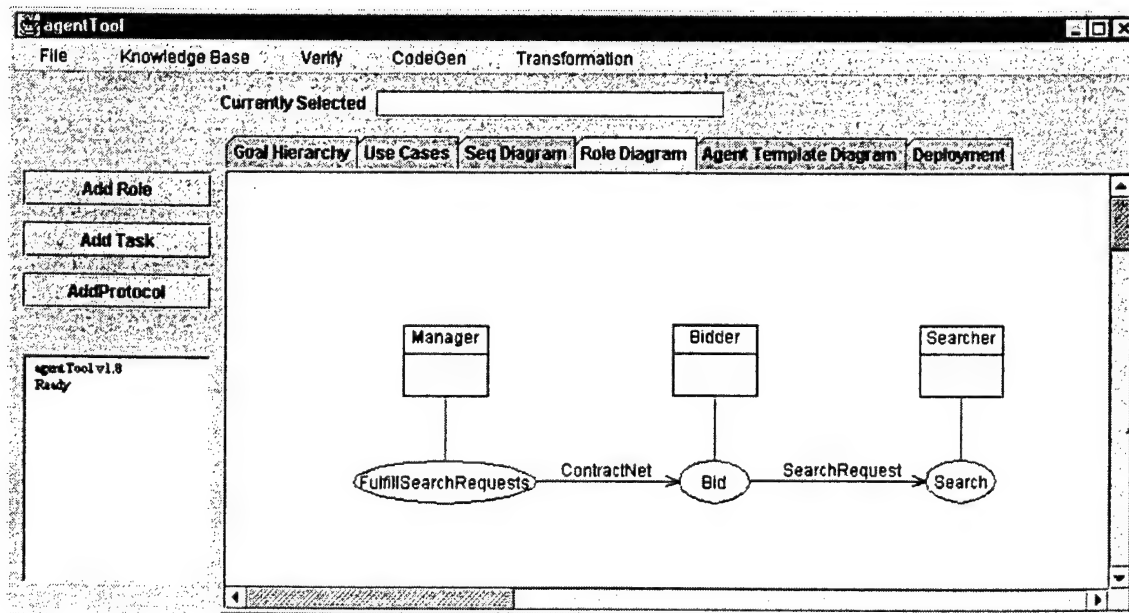 agentTool
File Knowledge Base Verify CodeGen Transformation
Currently Selected
Goal Hierarchy Use Cases Seq Diagram Role Diagram Agent Template Diagram Deployment
Add Role
Add Task
AddProtocol
agentTool v1.8
Ready
Manager Bidder Searcher
ContractNet SearchRequest
FulfillSearchRequests Bid Search